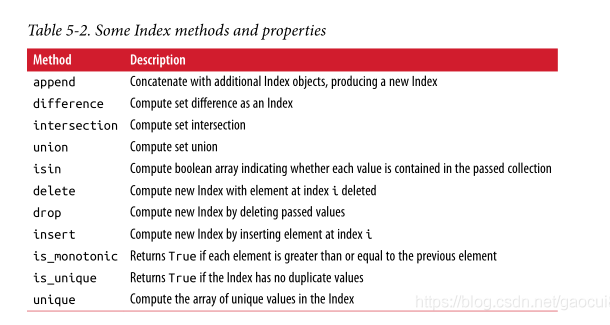 Table 5-2. Some Index methods and properties
Method Description
append Concatenate with additional Index objects, producing a new Index
difference Compute set difference as an Index
intersection Compute set intersection
union Compute set union
isin Compute boolean array indicating whether each value is contained in the passed collection
delete Compute new Index with element at index i deleted
drop Compute new Index by deleting passed values
insert Compute new Index by inserting element at index i
is_monotonic Returns True if each element is greater than or equal to the previous element
is_unique Returns True if the Index has no duplicate values
unique Compute the array of unique values in the Index